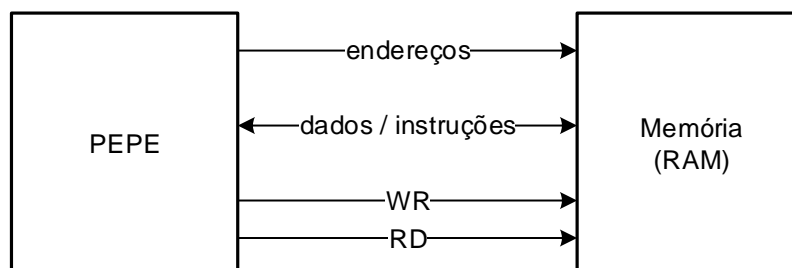 endereços
dados / instruções
PEPE
Memória
(RAM)
WR
RD